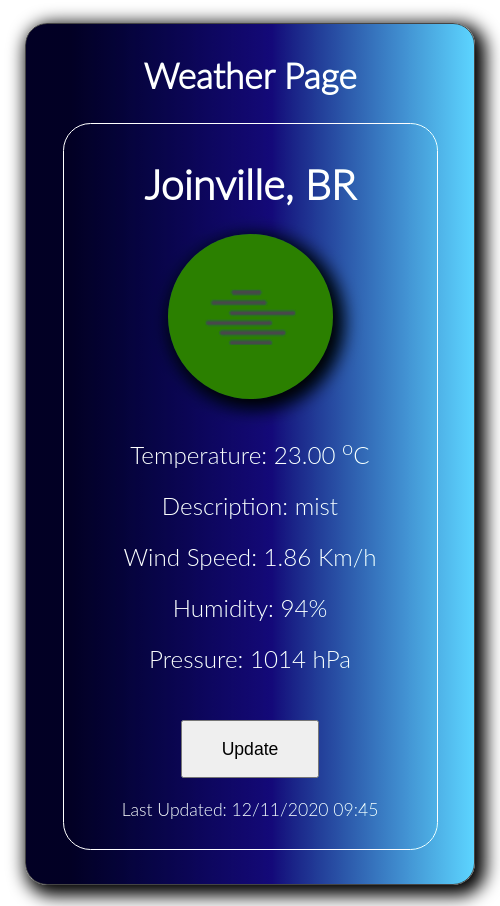 Weather Page
Joinville, BR
Temperature: 23.00 ºC
Description: mist
Wind Speed: 1.86 Km/h
Humidity: 94%
Pressure: 1014 hPa
Update
Last Updated: 12/11/2020 09:45